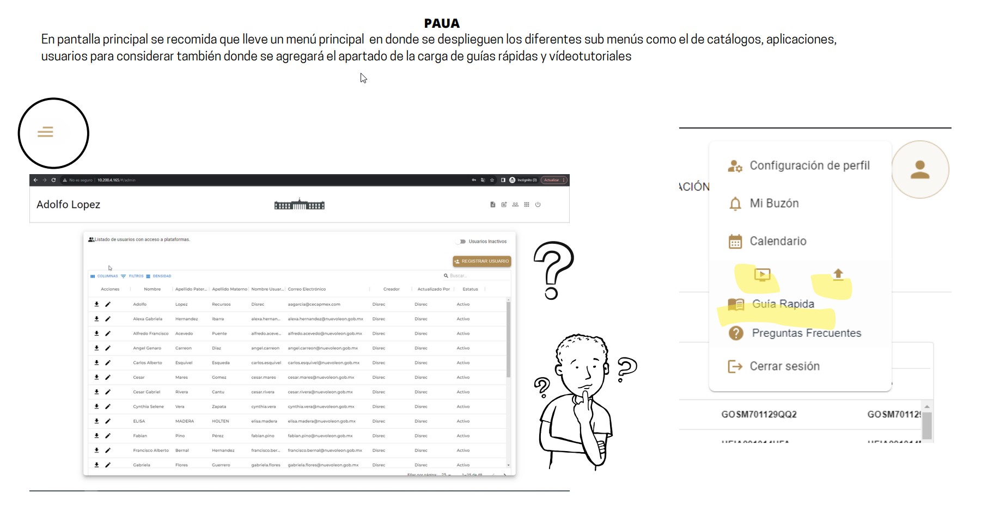 PAUA
En pantalla principal se recomida que lleve un menú principal en donde se desplieguen los diferentes sub menús como el de catálogos, aplicaciones,
usuarios para considerar también donde se agregará el apartado de la carga de guías rápidas y vídeotutoriales
No es seguro | 10.200.4.165/#/admin
Incógnito (3)
Actualizar
Adolfo Lopez
Listado de usuarios con acceso a plataformas.
Usuarios Inactivos
REGISTRAR USUARIO
COLUMNAS FILTROS DENSIDAD
Buscar...
Acciones Nombre Apellido Pater... Apellido Materno Nombre Usuar... Correo Electrónico Creador Actualizado Por Estatus
Adolfo Lopez Recursos Disrec aagarcia@cecapmex.com Disrec Disrec Activo
Alexa Gabriela Hernandez Ibarra alexa.hernan... alexa.hernandez@nuevoleon.gob.mx Disrec Disrec Activo
Alfredo Francisco Acevedo Puente alfredo.aceve... alfredo.acevedo@nuevoleon.gob.mx Disrec Disrec Activo
Angel Genaro Carreon Diaz angel.carreon angel.carreon@nuevoleon.gob.mx Disrec Disrec Activo
Carlos Alberto Esquivel Esqueda carlos.esquivel carlos.esquivel@nuevoleon.gob.mx Disrec Disrec Activo
Cesar Mares Gomez cesar.mares cesar.mares@nuevoleon.gob.mx Disrec Disrec Activo
Cesar Gabriel Rivera Cantu cesar.rivera cesar.rivera@nuevoleon.gob.mx Disrec Disrec Activo
Cynthia Selene Vera Zapata cynthia.vera cynthia.vera@nuevoleon.gob.mx Disrec Disrec Activo
ELISA MADERA HOLTEN elisa.madera elisa.madera@nuevoleon.gob.mx Disrec Disrec Activo
Fabian Pino Pérez fabian.pino fabian.pino@nuevoleon.gob.mx Disrec Disrec Activo
Francisco Alberto Bernal Hernandez francisco.ber... francisco.bernal@nuevoleon.gob.mx Disrec Disrec Activo
Gabriela Flores Guerrero gabriela.flores gabriela.flores@nuevoleon.gob.mx Disrec Disrec Activo
Filas por página: 25 1–25 de 48
? ? ?
ACIÓN
Configuración de perfil
Mi Buzón
Calendario
Guía Rapida
Preguntas Frecuentes
Cerrar sesión
GOSM701129QQ2 GOSM70112